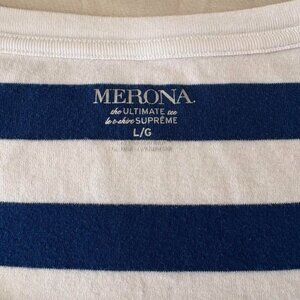 MERONA.
the ULTIMATE tee
le t-shirt SUPRÊME
L/G